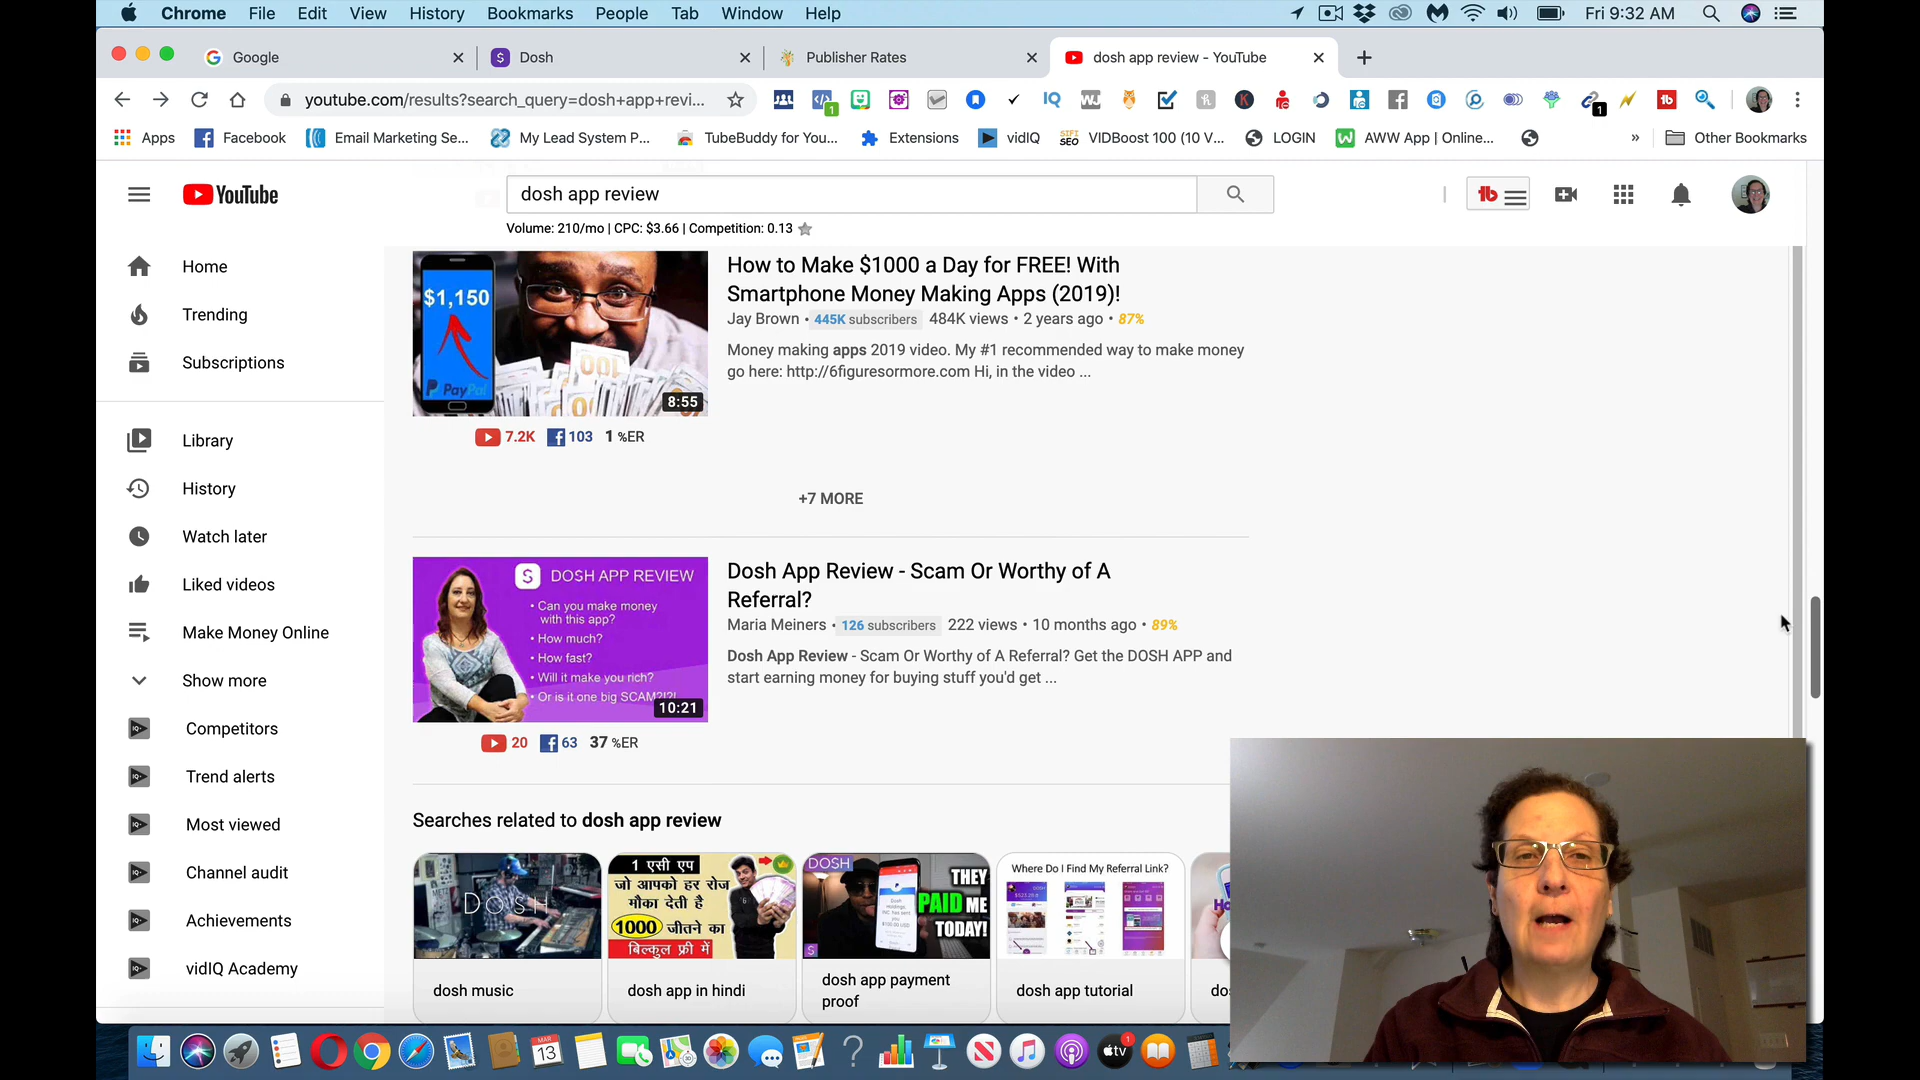 Chrome File Edit View History Bookmarks People Tab Window Help Fri 9:32 AM
Google Dosh Publisher Rates dosh app review - YouTube
youtube.com/results?search_query=dosh+app+revi...
Apps Facebook Email Marketing Se... My Lead System P... TubeBuddy for You... Extensions vidIQ VIDBoost 100 (10 V... LOGIN AWW App | Online... » Other Bookmarks
YouTube
dosh app review
Volume: 210/mo | CPC: $3.66 | Competition: 0.13
Home
Trending
Subscriptions
Library
History
Watch later
Liked videos
Make Money Online
Show more
Competitors
Trend alerts
Most viewed
Channel audit
Achievements
vidIQ Academy
$1,150
PayPal
8:55
How to Make $1000 a Day for FREE! With
Smartphone Money Making Apps (2019)!
Jay Brown • 445K subscribers 484K views • 2 years ago • 87%
Money making apps 2019 video. My #1 recommended way to make money
go here: http://6figuresormore.com Hi, in the video ...
7.2K 103 1 %ER
+7 MORE
DOSH APP REVIEW
• Can you make money
with this app?
• How much?
• How fast?
• Will it make you rich?
• Or is it one big SCAM?!?!
10:21
Dosh App Review - Scam Or Worthy of A
Referral?
Maria Meiners • 126 subscribers 222 views • 10 months ago • 89%
Dosh App Review - Scam Or Worthy of A Referral? Get the DOSH APP and
start earning money for buying stuff you'd get ...
20 63 37 %ER
Searches related to dosh app review
DOSH
dosh music
1 एसी एप
जो आपको हर रोज
मौका देती है
1000 जीतने का
बिल्कुल फ्री में
dosh app in hindi
DOSH
THEY
PAID ME
TODAY!
dosh app payment
proof
Where Do I Find My Referral Link?
dosh app tutorial
MAR
13
tv